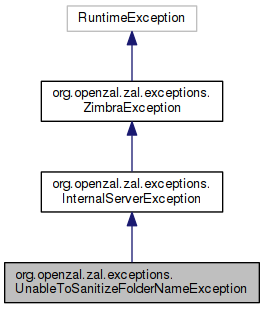 RuntimeException
org.openzal.zal.exceptions.
ZimbraException
org.openzal.zal.exceptions.
InternalServerException
org.openzal.zal.exceptions.
UnableToSanitizeFolderNameException